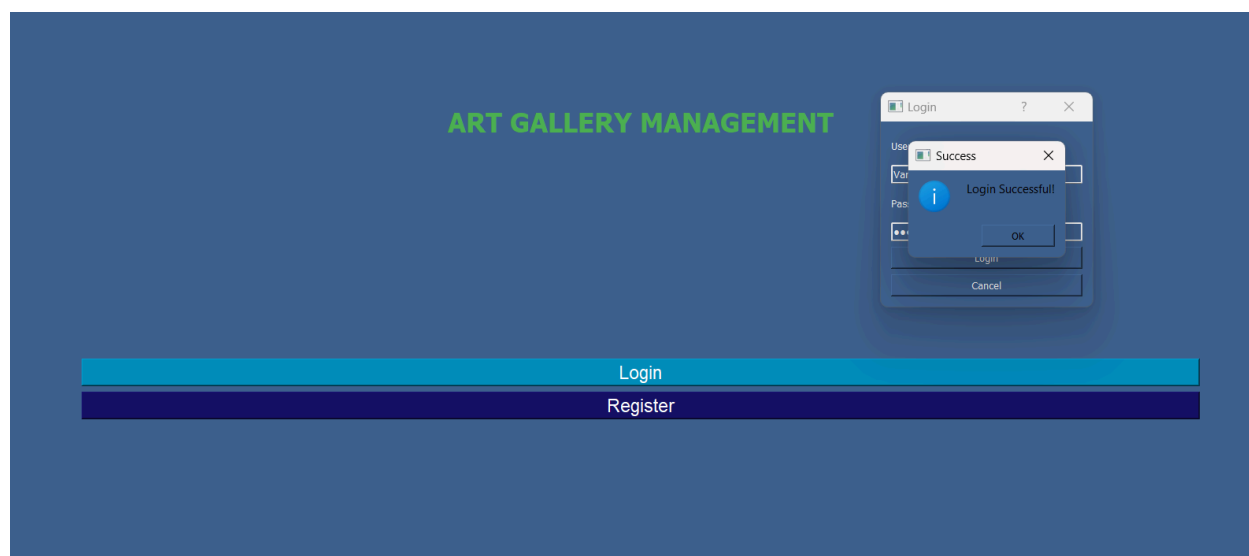 ART GALLERY MANAGEMENT
Login ? X
Success X
Login Successful!
OK
Login
Cancel
Login
Register